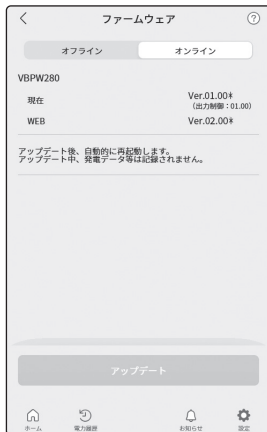 ファームウェア ?
オフライン オンライン
VBPW280
現在 Ver.01.00*
(出力制御:01.00)
WEB Ver.02.00*
アップデート後、自動的に再起動します。
アップデート中、発電データ等は記録されません。
アップデート
ホーム 電力履歴 お知らせ 設定